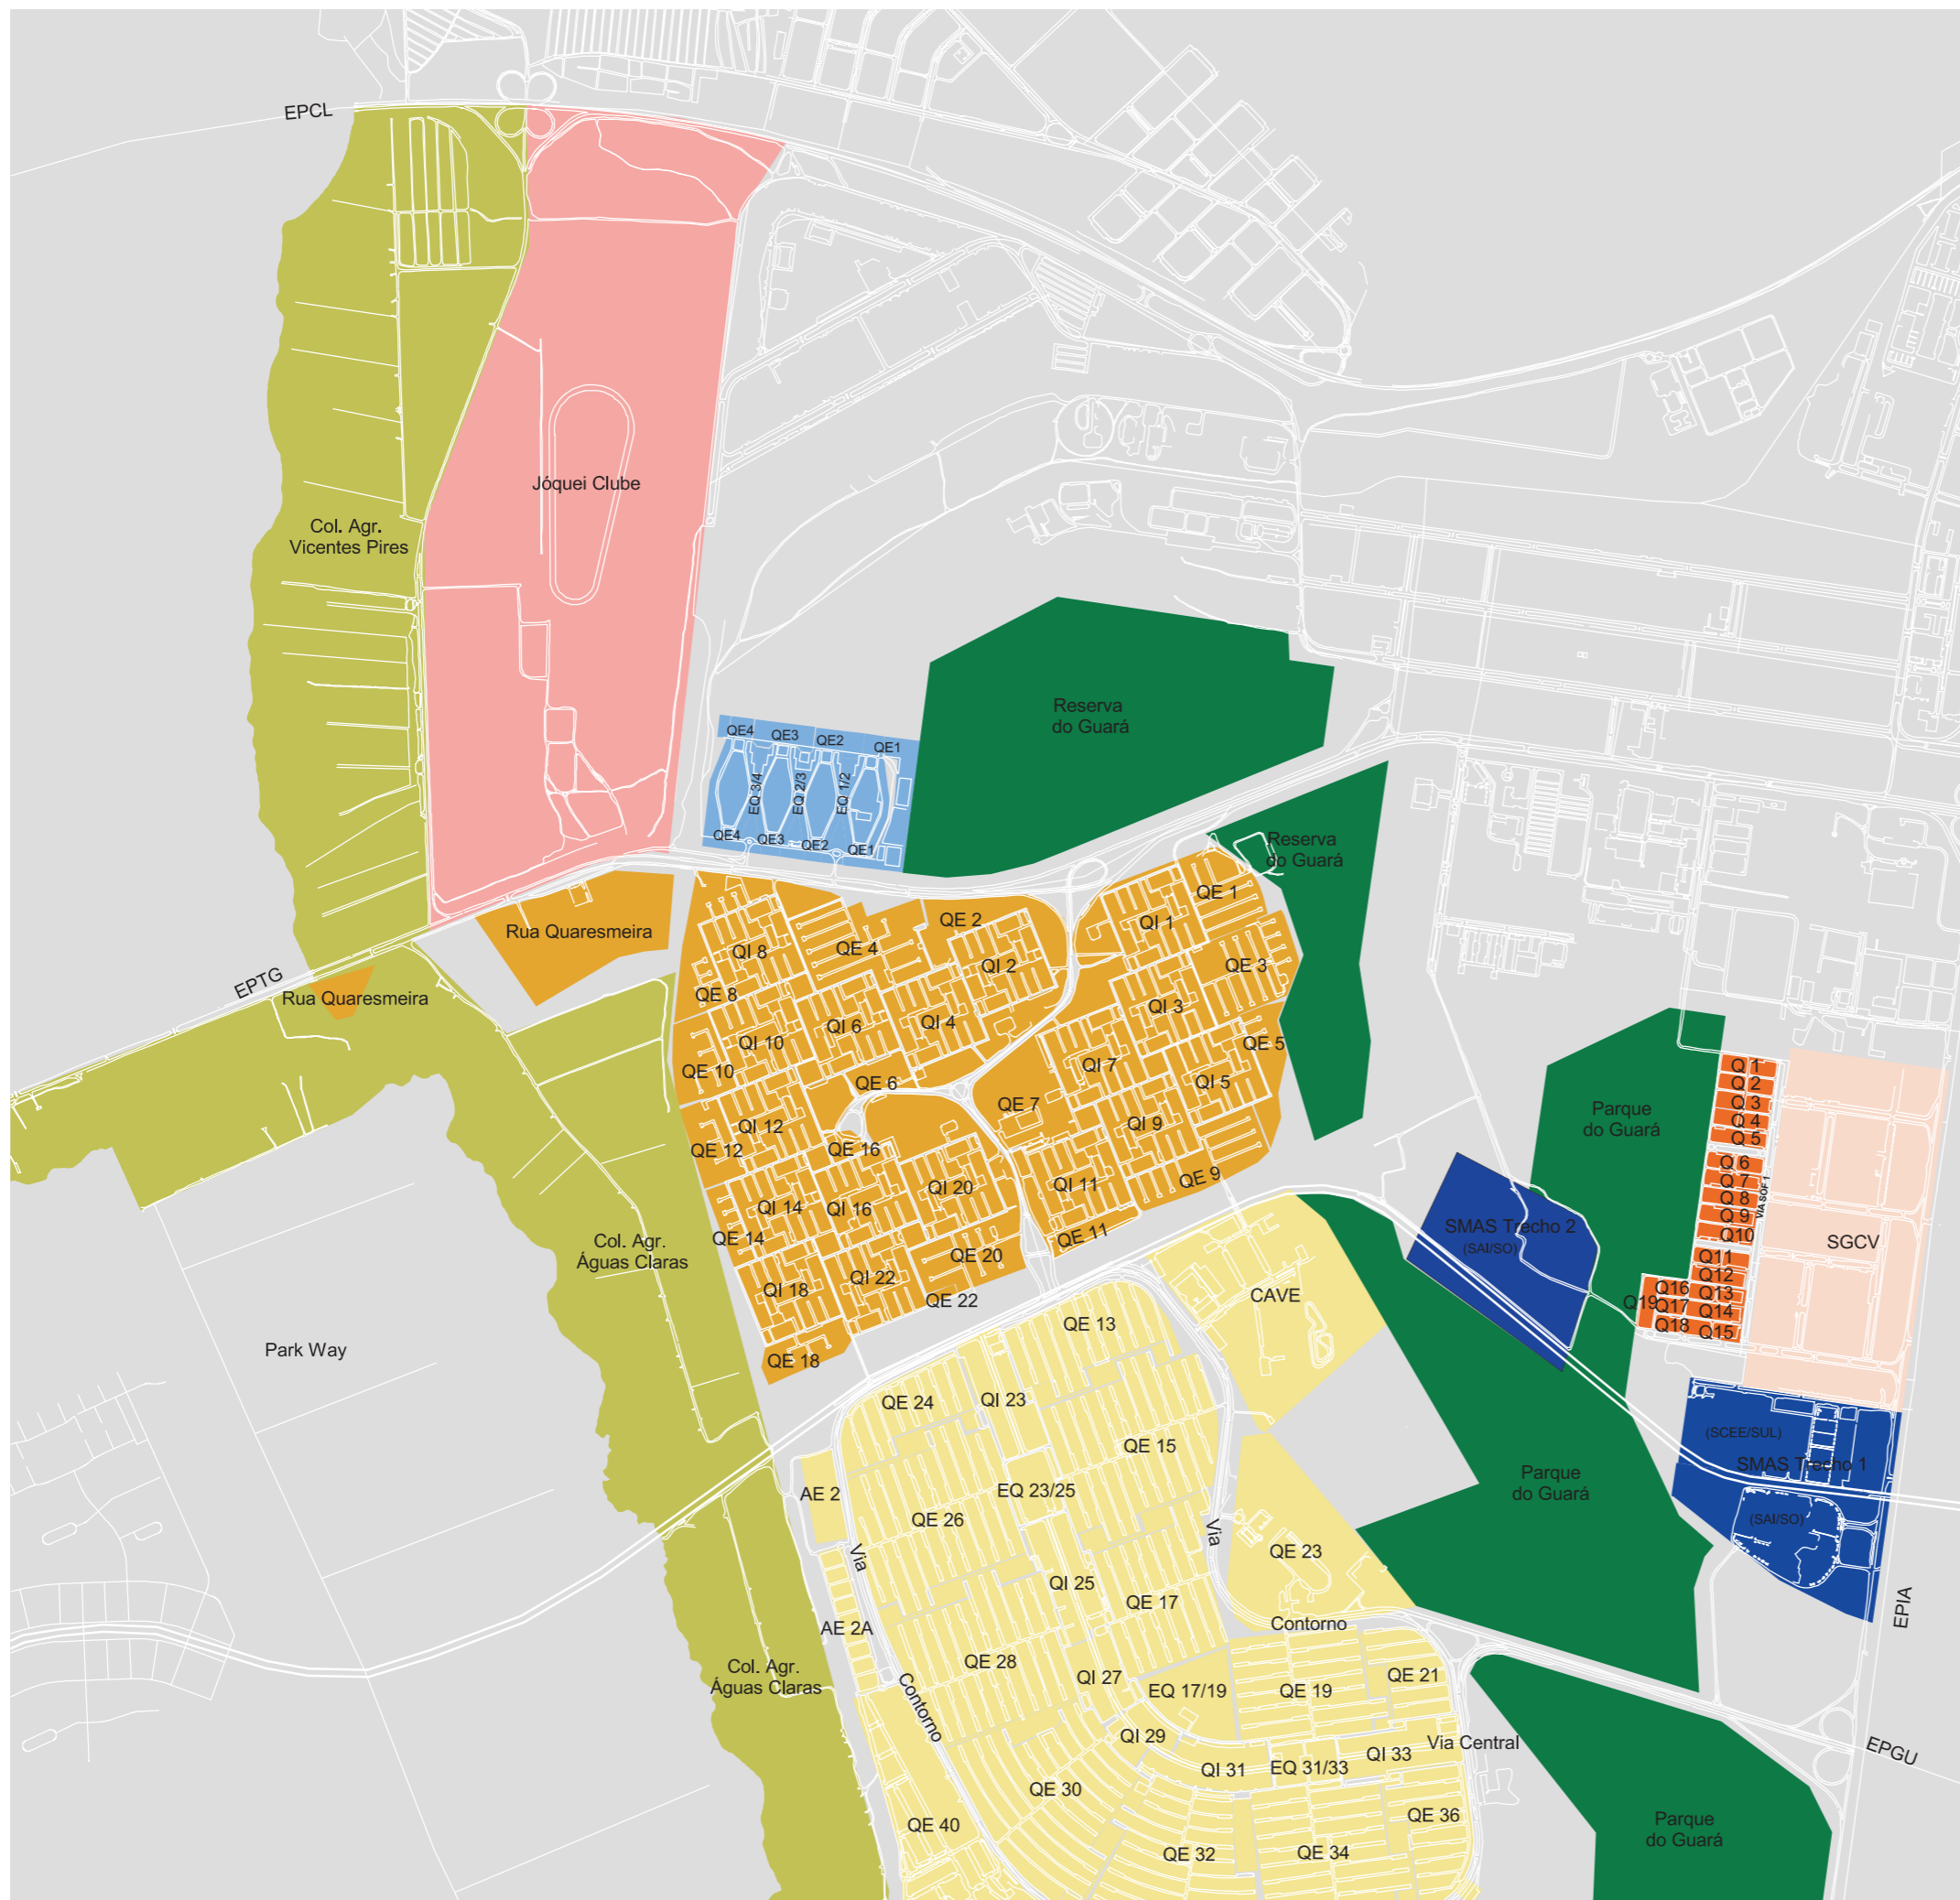 EPCL
Jóquei Clube
Col. Agr.
Vicentes Pires
Reserva
do Guará
QE4
QE3
QE2
QE1
EQ 3/4
EQ 2/3
EQ 1/2
QE4
QE3
QE2
QE1
Reserva
do Guará
Rua Quaresmeira
EPTG
Rua Quaresmeira
QI 8
QE 4
QE 2
QI 2
QE 8
QI 6
QI 4
QI 10
QE 10
QE 6
QI 12
QE 12
QE 16
QI 14
QI 16
QI 20
QE 14
QE 20
QI 18
QI 22
QE 22
QE 18
QI 1
QE 1
QE 3
QI 3
QE 5
QI 7
QI 5
QE 7
QI 9
QI 11
QE 9
QE 11
Parque
do Guará
Q 1
Q 2
Q 3
Q 4
Q 5
Q 6
Q 7
Q 8
Q 9
Q10
Q11
Q12
Q16
Q13
Q19
Q17
Q14
Q18
Q15
VIA SOF 1
SGCV
SMAS Trecho 2
(SAI/SO)
Col. Agr.
Águas Claras
Park Way
CAVE
QE 13
QI 23
QE 24
QE 15
EQ 23/25
AE 2
QE 26
Via
Via
QE 23
Parque
do Guará
(SCEE/SUL)
SMAS Trecho 1
(SAI/SO)
EPIA
QI 25
QE 17
AE 2A
Contorno
Contorno
QE 28
QI 27
EQ 17/19
QE 19
QE 21
Col. Agr.
Águas Claras
QI 29
QI 31
EQ 31/33
QI 33
Via Central
EPGU
QE 30
QE 40
QE 32
QE 34
QE 36
Parque
do Guará